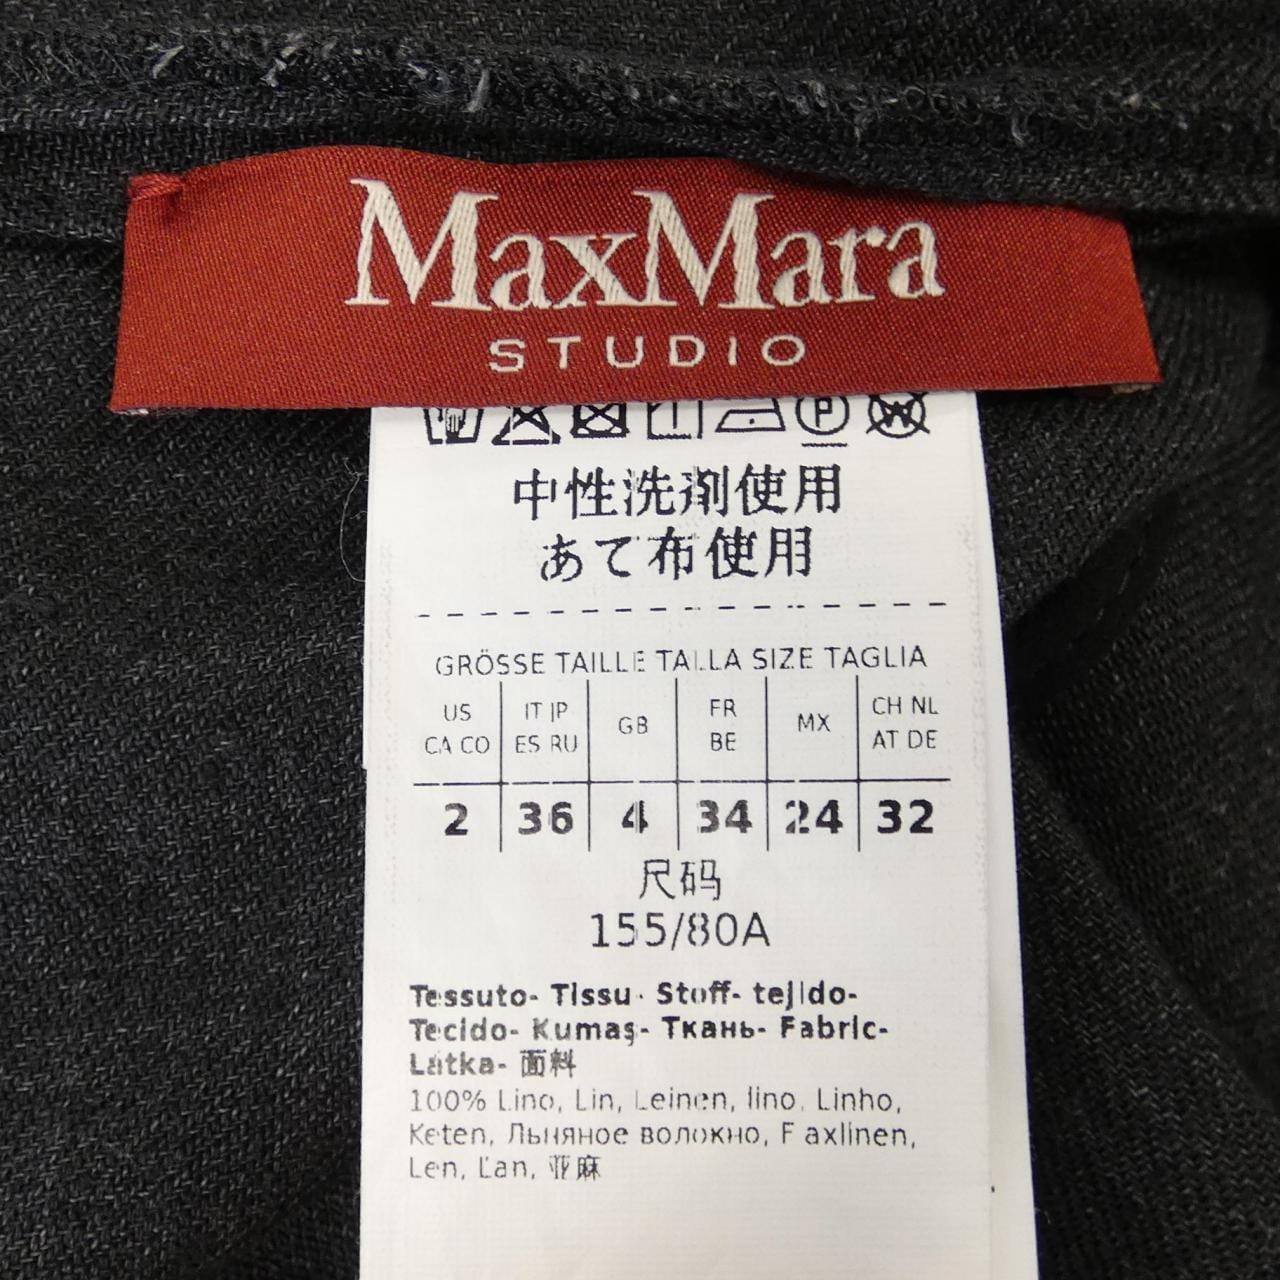 MaxMara
STUDIO
P W
中性洗剤使用
あて布使用
GRÖSSE TAILLE TALLA SIZE TAGLIA
US CA CO IT JP ES RU GB FR BE MX CH NL AT DE
2 36 4 34 24 32
尺码
155/80A
Tessuto- Tissu- Stoff- tejido-
Tecido- Kumaş- Ткань- Fabric-
Látka- 面料
100% Lino, Lin, Leinen, lino, Linho,
Keten, Льняное волокно, Flaxlinen,
Len, Ľan, 亚麻